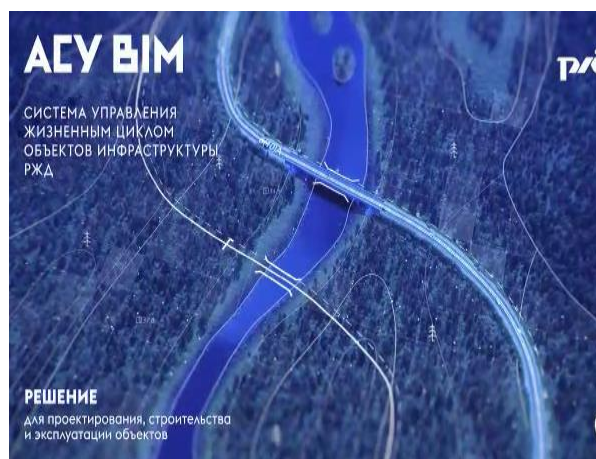 АСУ BIM
СИСТЕМА УПРАВЛЕНИЯ
ЖИЗНЕННЫМ ЦИКЛОМ
ОБЪЕКТОВ ИНФРАСТРУКТУРЫ
РЖД
РЕШЕНИЕ
для проектирования, строительства
и эксплуатации объектов